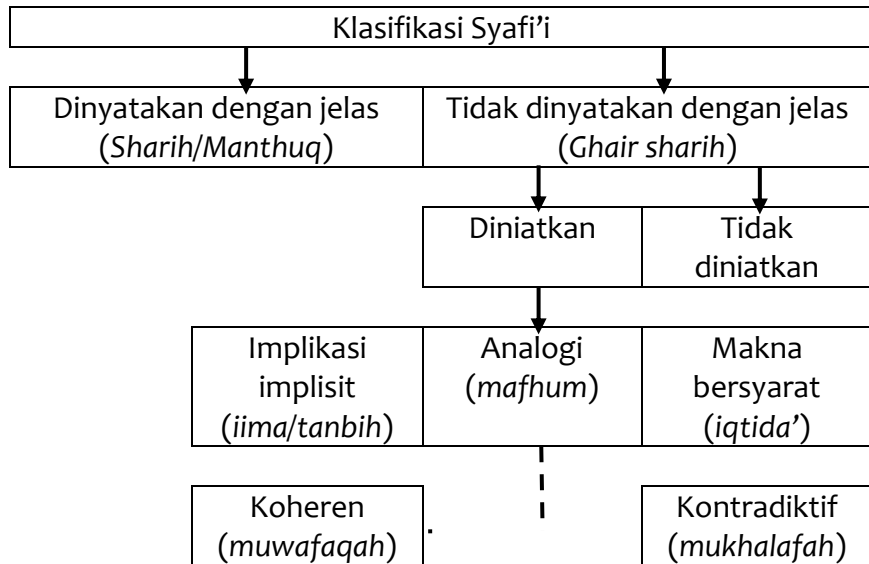 Klasifikasi Syafi’i
Dinyatakan dengan jelas
(Sharih/Manthuq)
Tidak dinyatakan dengan jelas
(Ghair sharih)
Diniatkan
Tidak
diniatkan
Implikasi
implisit
(iima/tanbih)
Analogi
(mafhum)
Makna
bersyarat
(iqtida’)
Koheren
(muwafaqah)
Kontradiktif
(mukhalafah)